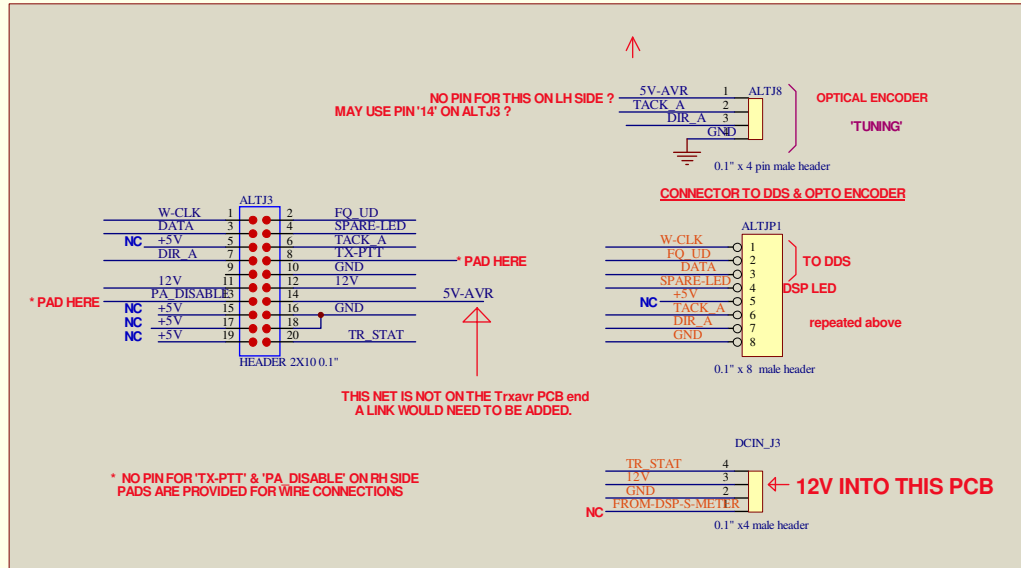 NO PIN FOR THIS ON LH SIDE ?
MAY USE PIN '14' ON ALTJ3 ?
5V-AVR 1 ALTJ8
TACK_A 2
DIR_A 3
GND 4
OPTICAL ENCODER
'TUNING'
0.1" x 4 pin male header
CONNECTOR TO DDS & OPTO ENCODER
ALTJ3
W-CLK 1 2 FQ_UD
DATA 3 4 SPARE-LED
NC +5V 5 6 TACK_A
DIR_A 7 8 TX-PTT * PAD HERE
9 10 GND
12V 11 12 12V
* PAD HERE PA_DISABLE 13 14 5V-AVR
NC +5V 15 16 GND
NC +5V 17 18
NC +5V 19 20 TR_STAT
HEADER 2X10 0.1"
THIS NET IS NOT ON THE Trxavr PCB end
A LINK WOULD NEED TO BE ADDED.
* NO PIN FOR 'TX-PTT' & 'PA_DISABLE' ON RH SIDE
PADS ARE PROVIDED FOR WIRE CONNECTIONS
ALTJP1
W-CLK 1
FQ_UD 2 TO DDS
DATA 3
SPARE-LED 4 DSP LED
NC +5V 5
TACK_A 6
DIR_A 7 repeated above
GND 8
0.1" x 8 male header
DCIN_J3
TR_STAT 4
12V 3 12V INTO THIS PCB
GND 2
NC FROM-DSP-S-METER 1
0.1" x4 male header